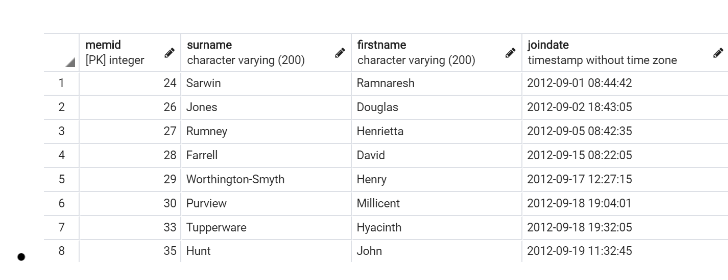 memid surname firstname joindate
[PK] integer character varying (200) character varying (200) timestamp without time zone
1 24 Sarwin Ramnaresh 2012-09-01 08:44:42
2 26 Jones Douglas 2012-09-02 18:43:05
3 27 Rumney Henrietta 2012-09-05 08:42:35
4 28 Farrell David 2012-09-15 08:22:05
5 29 Worthington-Smyth Henry 2012-09-17 12:27:15
6 30 Purview Millicent 2012-09-18 19:04:01
7 33 Tupperware Hyacinth 2012-09-18 19:32:05
8 35 Hunt John 2012-09-19 11:32:45